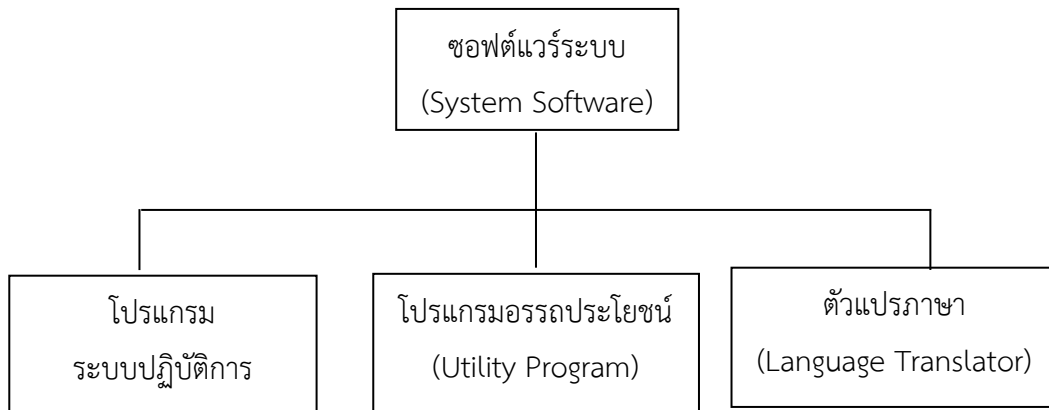 ซอฟต์แวร์ระบบ
(System Software)
โปรแกรม
ระบบปฏิบัติการ
โปรแกรมอรรถประโยชน์
(Utility Program)
ตัวแปรภาษา
(Language Translator)